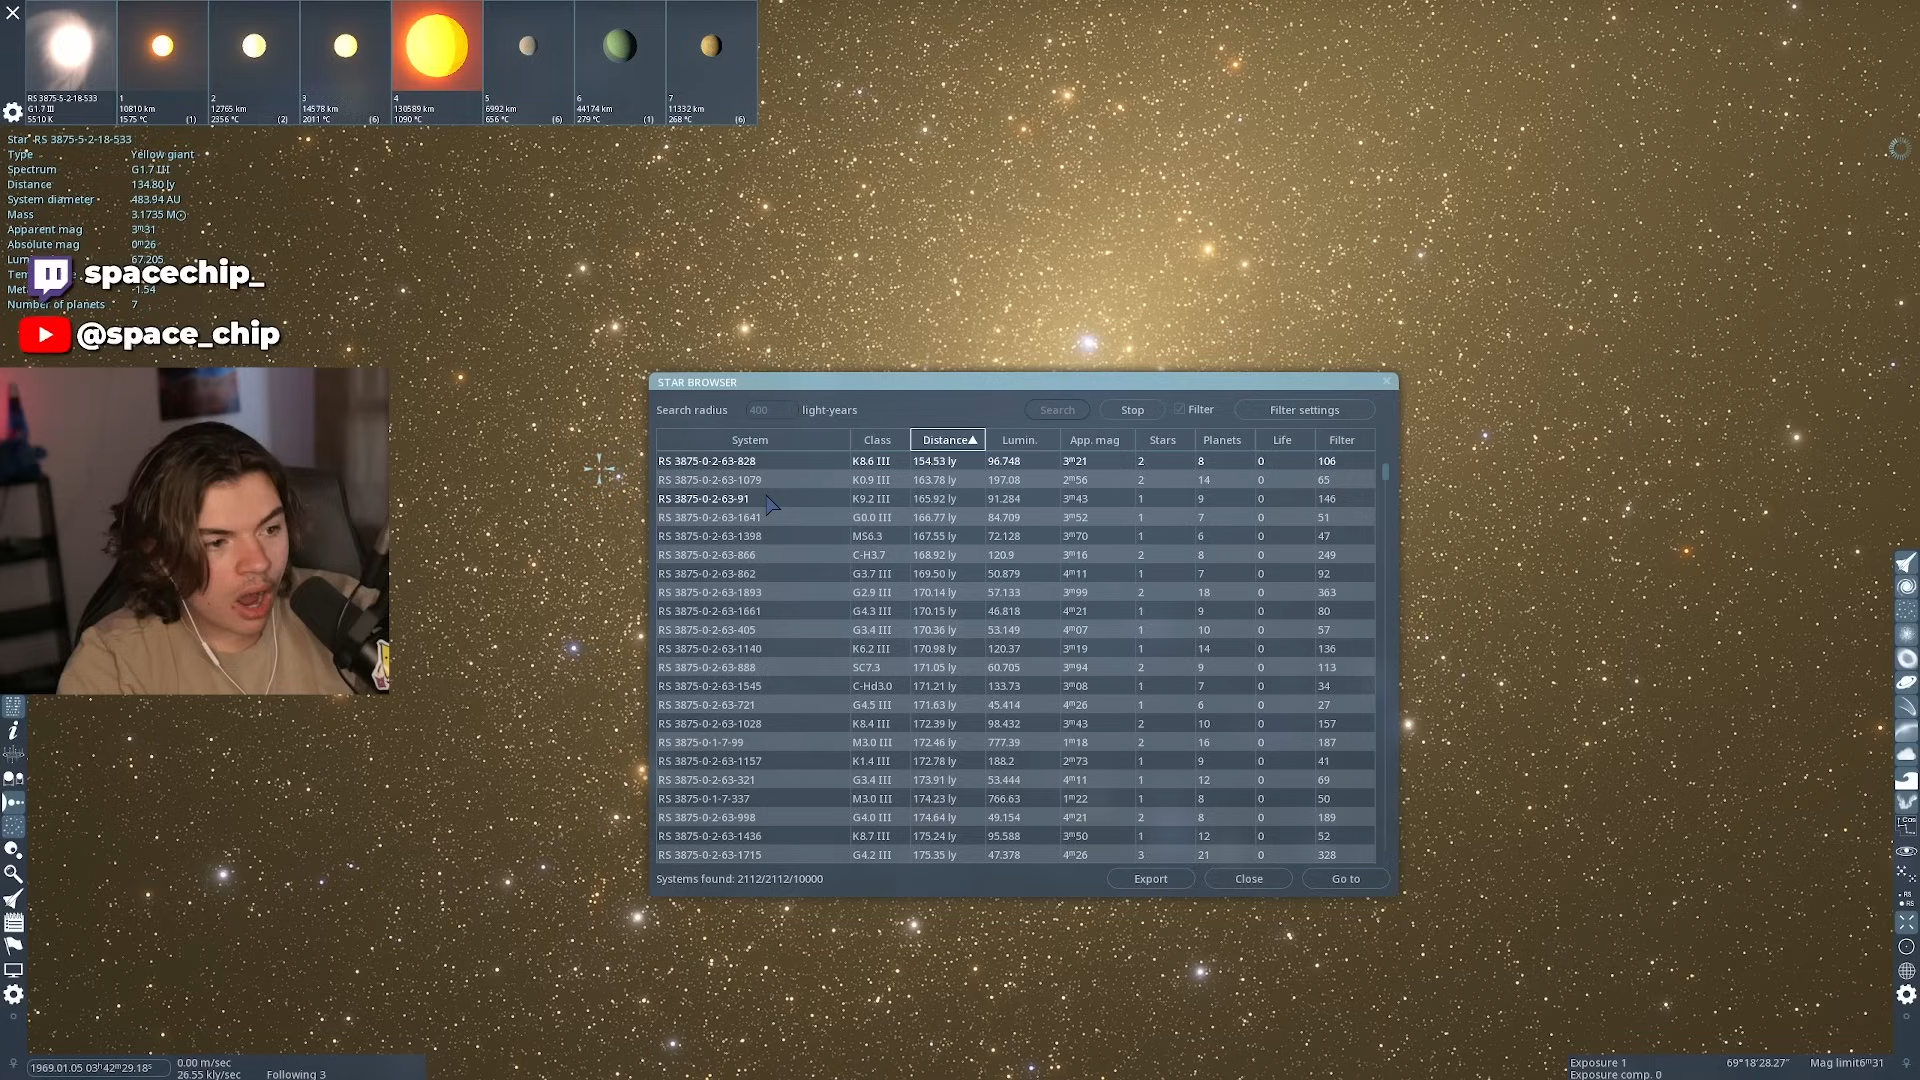 RS 3875-5-2-18-533
G1.7 III
5510 K
1
10810 km
1575 °C (1)
2
12765 km
2356 °C (2)
3
14578 km
2011 °C (6)
4
130589 km
1090 °C
5
6992 km
656 °C (6)
6
44174 km
279 °C (1)
7
11332 km
268 °C (6)
Star RS 3875-5-2-18-533
Type Yellow giant
Spectrum G1.7 III
Distance 134.80 ly
System diameter 483.94 AU
Mass 3.1735 M☉
Apparent mag 3ᵐ31
Absolute mag 0ᵐ26
Lum 67.205
-1.54
Number of planets 7
spacechip_
@space_chip
STAR BROWSER
Search radius 400 light-years Search Stop Filter Filter settings
System Class Distance▲ Lumin. App. mag Stars Planets Life Filter
RS 3875-0-2-63-828 K8.6 III 154.53 ly 96.748 3ᵐ21 2 8 0 106
RS 3875-0-2-63-1079 K0.9 III 163.78 ly 197.08 2ᵐ56 2 14 0 65
RS 3875-0-2-63-91 K9.2 III 165.92 ly 91.284 3ᵐ43 1 9 0 146
RS 3875-0-2-63-1641 G0.0 III 166.77 ly 84.709 3ᵐ52 1 7 0 51
RS 3875-0-2-63-1398 MS6.3 167.55 ly 72.128 3ᵐ70 1 6 0 47
RS 3875-0-2-63-866 C-H3.7 168.92 ly 120.9 3ᵐ16 2 8 0 249
RS 3875-0-2-63-862 G3.7 III 169.50 ly 50.879 4ᵐ11 1 7 0 92
RS 3875-0-2-63-1893 G2.9 III 170.14 ly 57.133 3ᵐ99 2 18 0 363
RS 3875-0-2-63-1661 G4.3 III 170.15 ly 46.818 4ᵐ21 1 9 0 80
RS 3875-0-2-63-405 G3.4 III 170.36 ly 53.149 4ᵐ07 1 10 0 57
RS 3875-0-2-63-1140 K6.2 III 170.98 ly 120.37 3ᵐ19 1 14 0 136
RS 3875-0-2-63-888 SC7.3 171.05 ly 60.705 3ᵐ94 2 9 0 113
RS 3875-0-2-63-1545 C-Hd3.0 171.21 ly 133.73 3ᵐ08 1 7 0 34
RS 3875-0-2-63-721 G4.5 III 171.63 ly 45.414 4ᵐ26 1 6 0 27
RS 3875-0-2-63-1028 K8.4 III 172.39 ly 98.432 3ᵐ43 2 10 0 157
RS 3875-0-1-7-99 M3.0 III 172.46 ly 777.39 1ᵐ18 2 16 0 187
RS 3875-0-2-63-1157 K1.4 III 172.78 ly 188.2 2ᵐ73 1 9 0 41
RS 3875-0-2-63-321 G3.4 III 173.91 ly 53.444 4ᵐ11 1 12 0 69
RS 3875-0-1-7-337 M3.0 III 174.23 ly 766.63 1ᵐ22 1 8 0 50
RS 3875-0-2-63-998 G4.0 III 174.64 ly 49.154 4ᵐ21 2 8 0 189
RS 3875-0-2-63-1436 K8.7 III 175.24 ly 95.588 3ᵐ50 1 12 0 52
RS 3875-0-2-63-1715 G4.2 III 175.35 ly 47.378 4ᵐ26 3 21 0 328
Systems found: 2112/2112/10000 Export Close Go to
RS
RS
1969.01.05 03ʰ42ᵐ29.18ˢ
0.00 m/sec
26.55 kly/sec Following 3
Exposure 1 69°18'28.27" Mag limit6ᵐ31
Exposure comp. 0